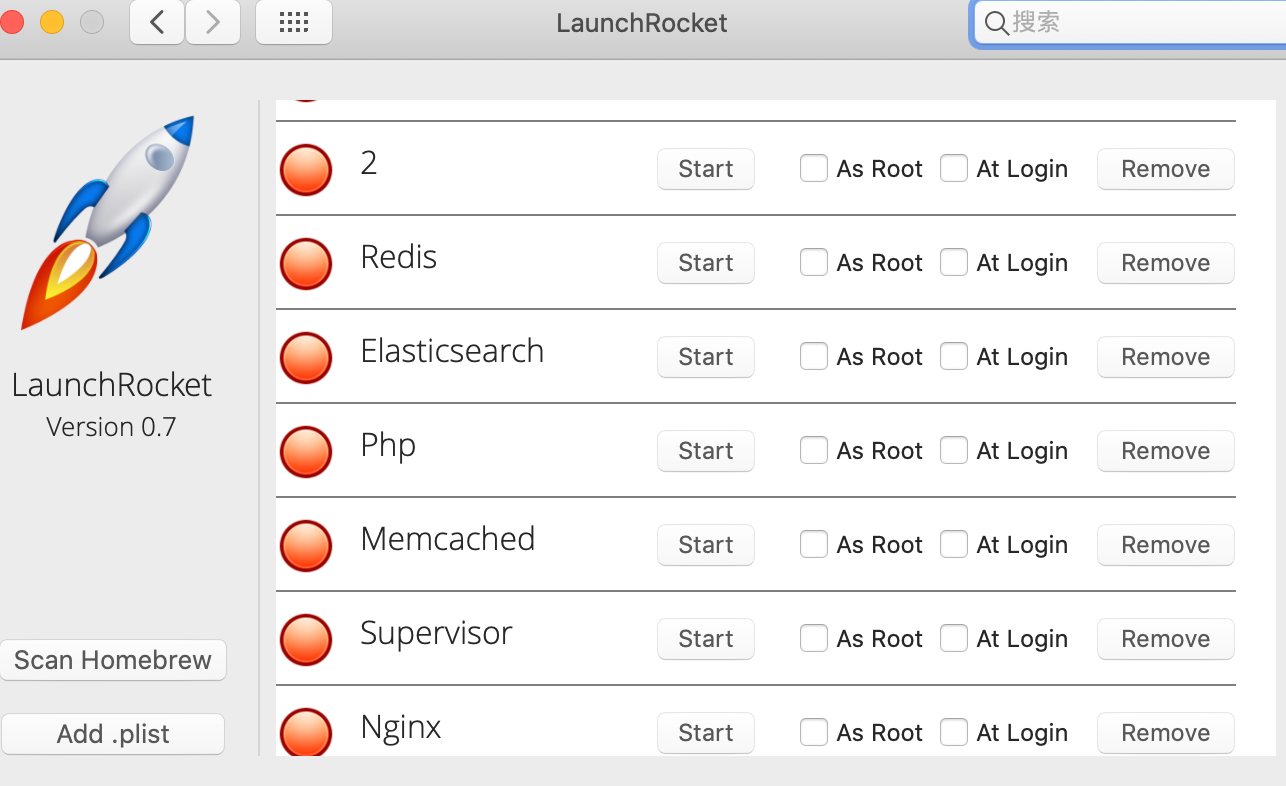 LaunchRocket
搜索
LaunchRocket
Version 0.7
Scan Homebrew
Add .plist
2 Start As Root At Login Remove
Redis Start As Root At Login Remove
Elasticsearch Start As Root At Login Remove
Php Start As Root At Login Remove
Memcached Start As Root At Login Remove
Supervisor Start As Root At Login Remove
Nginx Start As Root At Login Remove